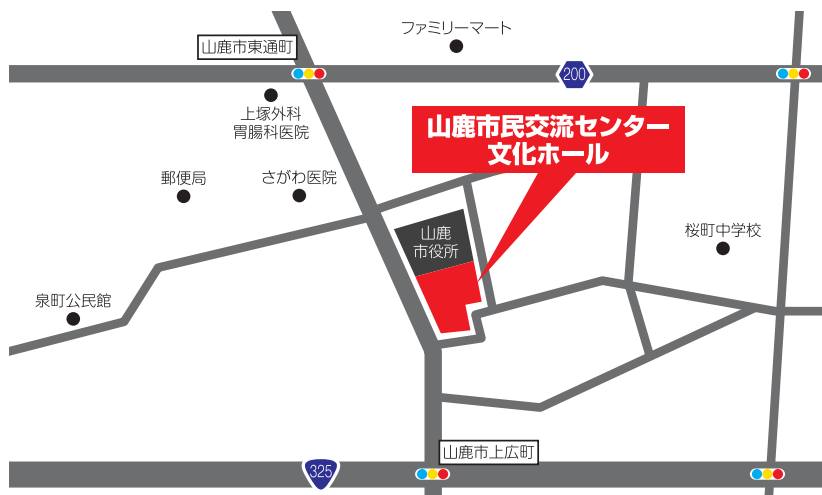 ファミリーマート
山鹿市東通町
200
上塚外科
胃腸科医院
山鹿市民交流センター
文化ホール
郵便局
さがわ医院
山鹿
市役所
桜町中学校
泉町公民館
山鹿市上広町
325